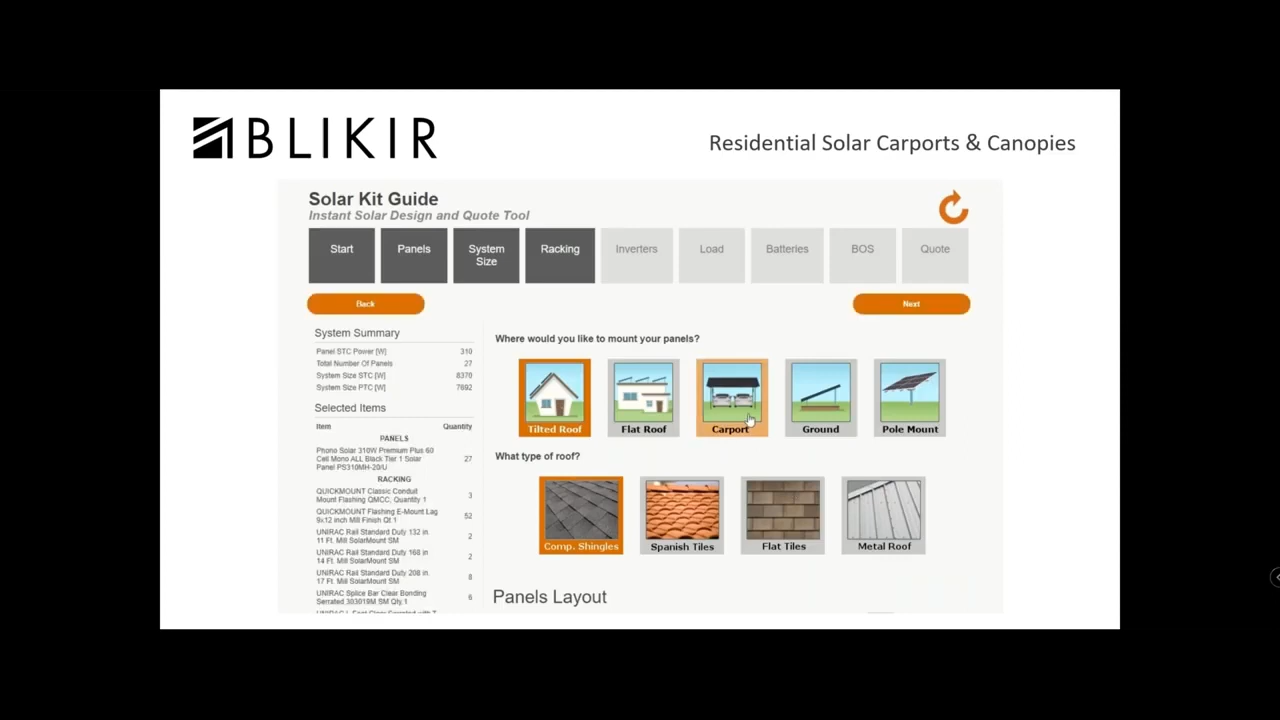 BLIKIR
Residential Solar Carports & Canopies
Solar Kit Guide
Instant Solar Design and Quote Tool
Start
Panels
System
Size
Racking
Inverters
Load
Batteries
BOS
Quote
Back
Next
System Summary
Panel STC Power [W] 310
Total Number Of Panels 27
System Size STC [W] 8370
System Size PTC [W] 7692
Selected Items
Item Quantity
PANELS
Phono Solar 310W Premium Plus 60
Cell Mono ALL Black Tier 1 Solar
Panel PS310MH-20/U
27
RACKING
QUICKMOUNT Classic Conduit
Mount Flashing QMCC, Quantity 1
3
QUICKMOUNT Flashing E-Mount Lag
9x12 inch Mill Finish Qt.1
52
UNIRAC Rail Standard Duty 132 in.
11 Ft. Mill SolarMount SM
2
UNIRAC Rail Standard Duty 168 in.
14 Ft. Mill SolarMount SM
2
UNIRAC Rail Standard Duty 208 in.
17 Ft. Mill SolarMount SM
8
UNIRAC Splice Bar Clear Bonding
Serrated 303019M SM Qty.1
6
Where would you like to mount your panels?
Tilted Roof
Flat Roof
Carport
Ground
Pole Mount
What type of roof?
Comp. Shingles
Spanish Tiles
Flat Tiles
Metal Roof
Panels Layout